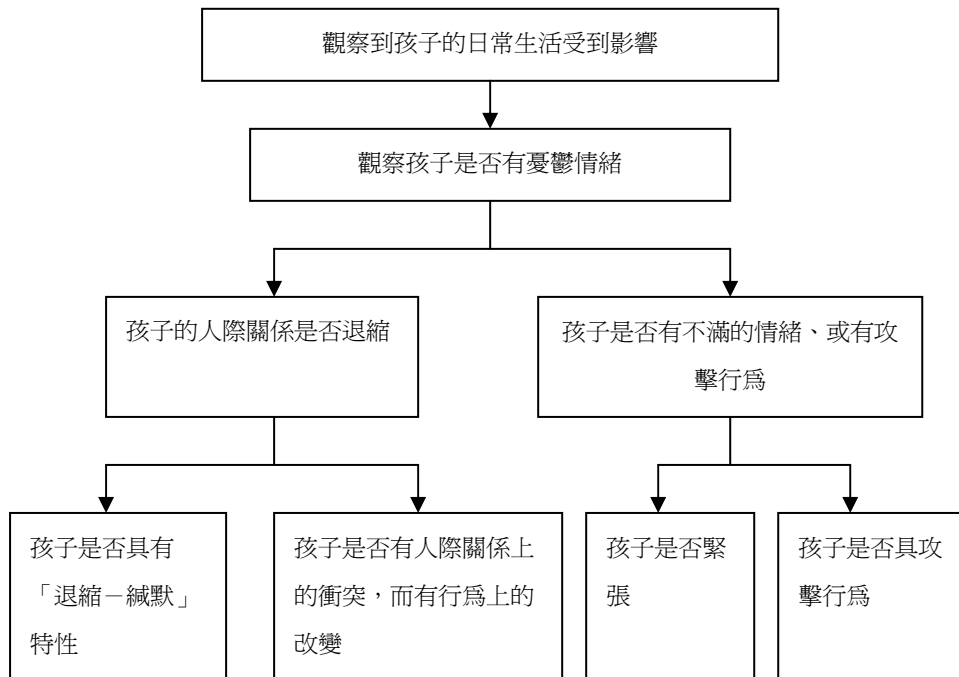 觀察到孩子的日常生活受到影響
觀察孩子是否有憂鬱情緒
孩子的人際關係是否退縮
孩子是否有不滿的情緒、或有攻
擊行爲
孩子是否具有
「退縮－緘默」
特性
孩子是否有人際關係上
的衝突，而有行爲上的
改變
孩子是否緊
張
孩子是否具攻
擊行爲